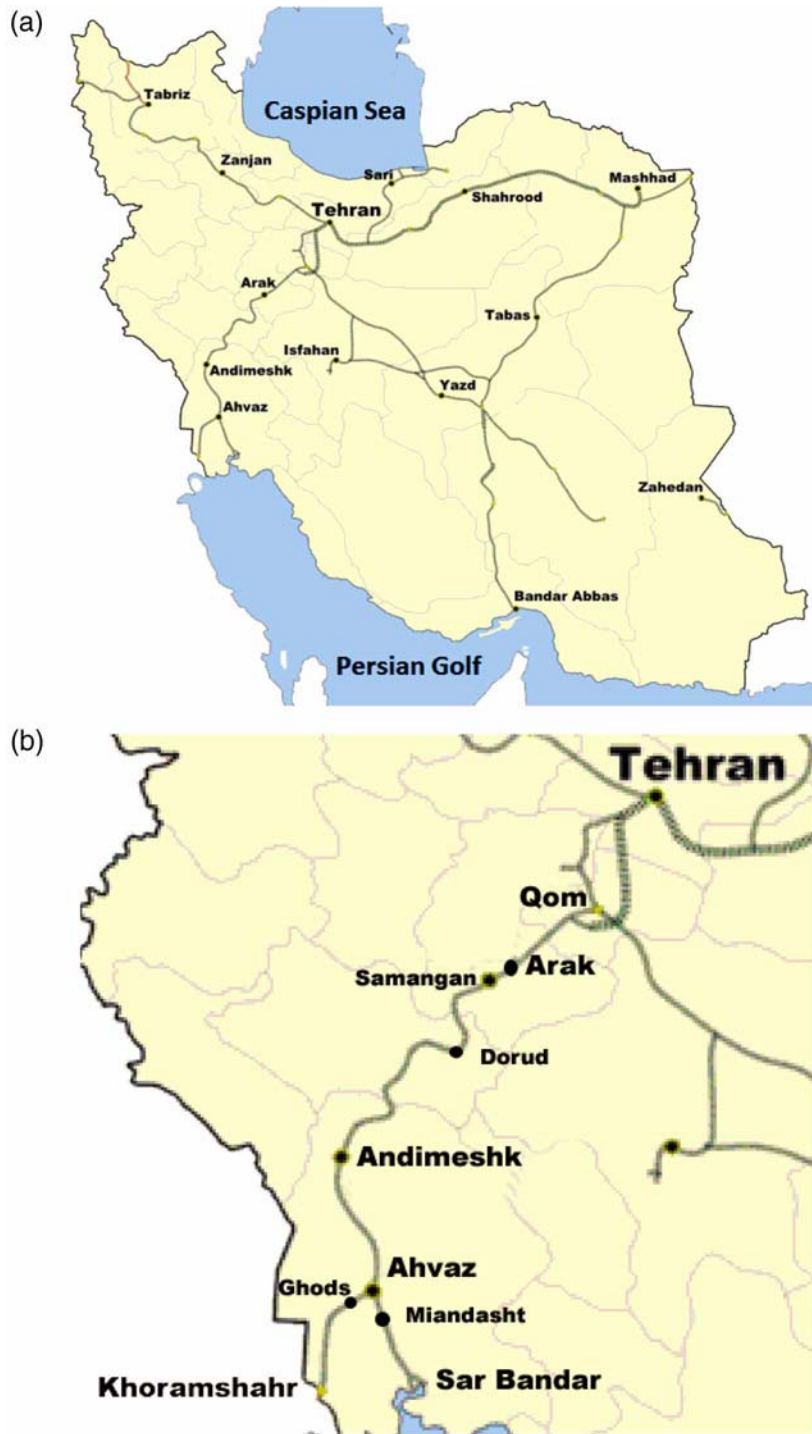 (a)
Tabriz
Caspian Sea
Zanjan
Sari
Mashhad
Tehran
Shahrood
Arak
Tabas
Isfahan
Andimeshk
Yazd
Ahvaz
Zahedan
Bandar Abbas
Persian Golf
(b)
Tehran
Qom
Arak
Samangan
Dorud
Andimeshk
Ahvaz
Ghods
Miandasht
Khoramshahr
Sar Bandar